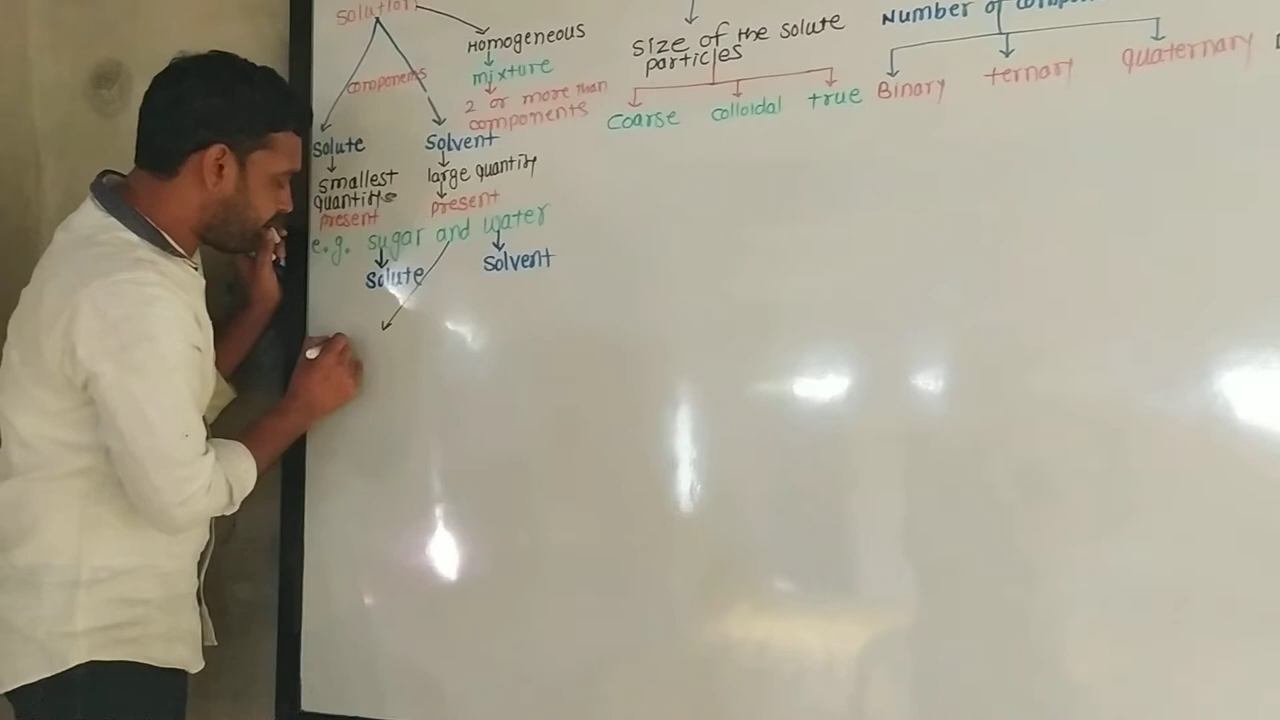 solution
Homogeneous
mixture
2 or more than
components
components
Solute
smallest
quantity
present
Solvent
large quantity
present
e.g. sugar and water
Solute
Solvent
size of the solute
particles
Coarse
colloidal
true
Number of
Binary
ternary
quaternary